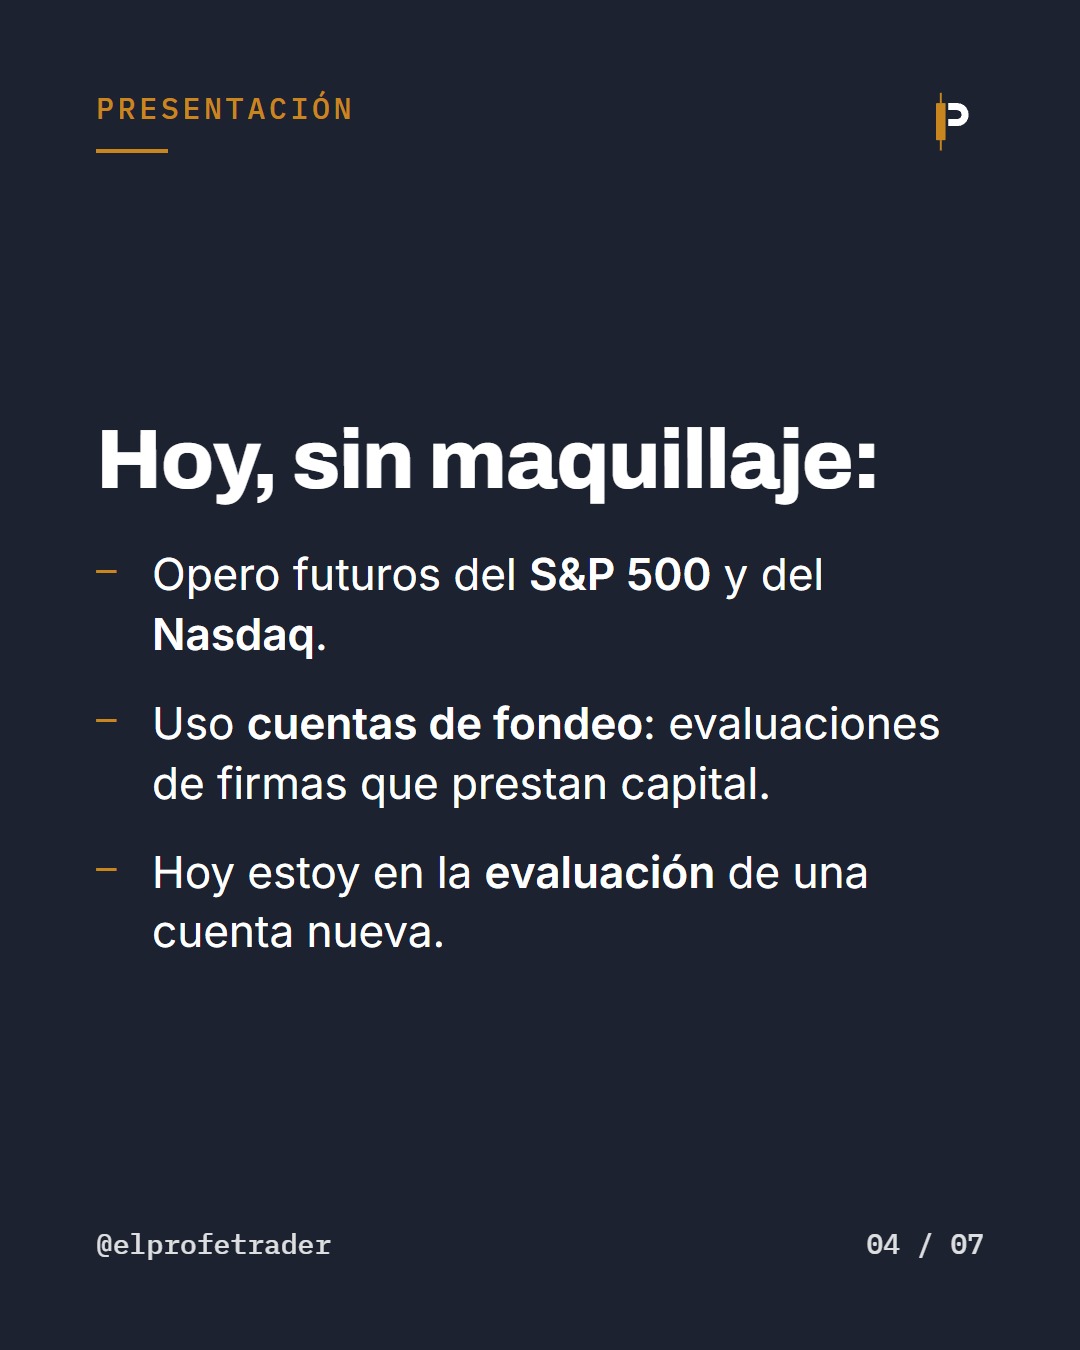 PRESENTACIÓN
P
Hoy, sin maquillaje:
– Opero futuros del S&P 500 y del
Nasdaq.
– Uso cuentas de fondeo: evaluaciones
de firmas que prestan capital.
– Hoy estoy en la evaluación de una
cuenta nueva.
@elprofetrader
04 / 07